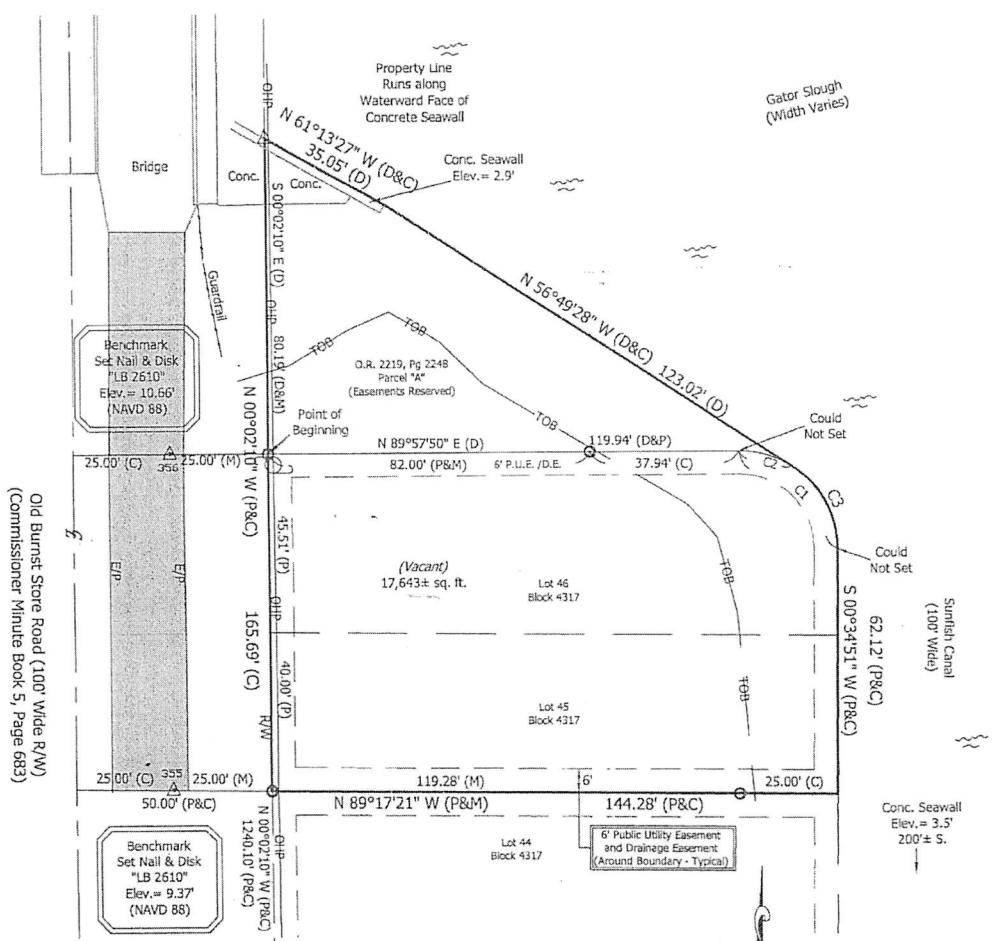 Property Line
Runs along
Waterward Face of
Concrete Seawall
Gator Slough
(Width Varies)
OHP
N 61°13'27" W (D&C)
35.05' (D)
Conc. Seawall
Elev.= 2.9'
Bridge
Conc.
Conc.
S 00°02'10" E (D)
Guardrail
OHP
80.19' (D&M)
N 56°49'28" W (D&C) 123.02' (D)
TOB
TOB
TOB
O.R. 2219, Pg 2248
Parcel "A"
(Easements Reserved)
Benchmark
Set Nail & Disk
"LB 2610"
Elev.= 10.66'
(NAVD 88)
Point of
Beginning
Could
Not Set
N 89°57'50" E (D)
119.94' (D&P)
25.00' (C)
356
25.00' (M)
82.00' (P&M)
6' P.U.E./D.E.
37.94' (C)
C2
C1
C3
N 00°02'10" W (P&C)
165.69' (C)
Old Burnst Store Road (100' Wide R/W)
(Commissioner Minute Book 5, Page 683)
E/P
E/P
45.51' (P)
OHP
40.00' (P)
R/W
(Vacant)
17,643± sq. ft.
Lot 46
Block 4317
TOB
Could
Not Set
S 00°34'51" W (P&C)
62.12' (P&C)
Sunfish Canal
(100' Wide)
Lot 45
Block 4317
TOB
25.00' (C)
355
25.00' (M)
50.00' (P&C)
119.28' (M)
6'
25.00' (C)
N 89°17'21" W (P&M)
144.28' (P&C)
Conc. Seawall
Elev.= 3.5'
200'± S.
Benchmark
Set Nail & Disk
"LB 2610"
Elev.= 9.37'
(NAVD 88)
N 00°02'10" W (P&C)
1240.10' (P&C)
OHP
Lot 44
Block 4317
6' Public Utility Easement
and Drainage Easement
(Around Boundary - Typical)